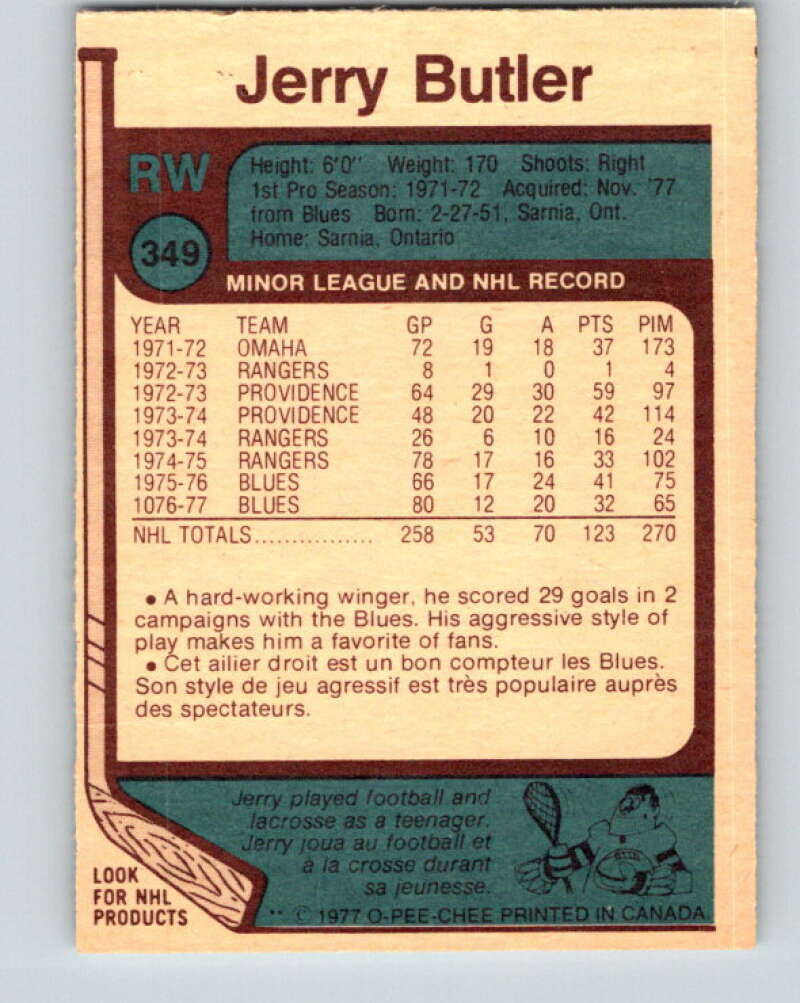 Jerry Butler
RW
Height: 6'0" Weight: 170 Shoots: Right
1st Pro Season: 1971-72 Acquired: Nov. '77
from Blues Born: 2-27-51, Sarnia, Ont.
Home: Sarnia, Ontario
349
MINOR LEAGUE AND NHL RECORD
YEAR TEAM GP G A PTS PIM
1971-72 OMAHA 72 19 18 37 173
1972-73 RANGERS 8 1 0 1 4
1972-73 PROVIDENCE 64 29 30 59 97
1973-74 PROVIDENCE 48 20 22 42 114
1973-74 RANGERS 26 6 10 16 24
1974-75 RANGERS 78 17 16 33 102
1975-76 BLUES 66 17 24 41 75
1076-77 BLUES 80 12 20 32 65
NHL TOTALS................ 258 53 70 123 270
• A hard-working winger, he scored 29 goals in 2
campaigns with the Blues. His aggressive style of
play makes him a favorite of fans.
• Cet ailier droit est un bon compteur les Blues.
Son style de jeu agressif est très populaire auprès
des spectateurs.
Jerry played football and
lacrosse as a teenager.
Jerry joua au football et
à la crosse durant
sa jeunesse.
LOOK
FOR NHL
PRODUCTS
** © 1977 O-PEE-CHEE PRINTED IN CANADA